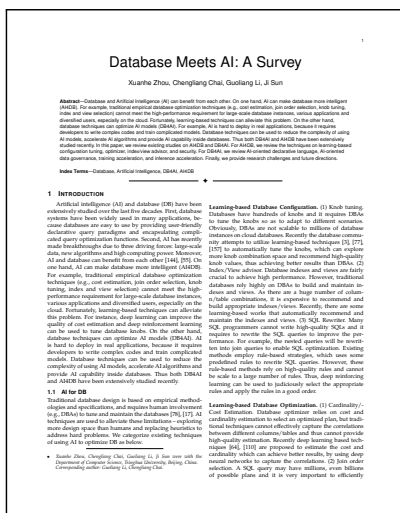 1
Database Meets AI: A Survey
Xuanhe Zhou, Chengliang Chai, Guoliang Li, Ji Sun
Abstract—Database and Artificial Intelligence (AI) can benefit from each other. On one hand, AI can make database more intelligent
(AI4DB). For example, traditional empirical database optimization techniques (e.g., cost estimation, join order selection, knob tuning,
index and view selection) cannot meet the high-performance requirement for large-scale database instances, various applications and
diversified users, especially on the cloud. Fortunately, learning-based techniques can alleviate this problem. On the other hand,
database techniques can optimize AI models (DB4AI). For example, AI is hard to deploy in real applications, because it requires
developers to write complex codes and train complicated models. Database techniques can be used to reduce the complexity of using
AI models, accelerate AI algorithms and provide AI capability inside databases. Thus both DB4AI and AI4DB have been extensively
studied recently. In this paper, we review existing studies on AI4DB and DB4AI. For AI4DB, we review the techniques on learning-based
configuration tuning, optimizer, index/view advisor, and security. For DB4AI, we review AI-oriented declarative language, AI-oriented
data governance, training acceleration, and inference acceleration. Finally, we provide research challenges and future directions.
Index Terms—Database, Artificial Intelligence, DB4AI, AI4DB
1 INTRODUCTION
Artificial intelligence (AI) and database (DB) have been
extensively studied over the last five decades. First, database
systems have been widely used in many applications, be-
cause databases are easy to use by providing user-friendly
declarative query paradigms and encapsulating compli-
cated query optimization functions. Second, AI has recently
made breakthroughs due to three driving forces: large-scale
data, new algorithms and high computing power. Moreover,
AI and databases can benefit from each other [144], [55]. On
one hand, AI can make database more intelligent (AI4DB).
For example, traditional empirical database optimization
techniques (e.g., cost estimation, join order selection, knob
tuning, index and view selection) cannot meet the high-
performance requirement for large-scale database instances,
various applications and diversified users, especially on the
cloud. Fortunately, learning-based techniques can alleviate
this problem. For instance, deep learning can improve the
quality of cost estimation and deep reinforcement learning
can be used to tune database knobs. On the other hand,
database techniques can optimize AI models (DB4AI). AI
is hard to deploy in real applications, because it requires
developers to write complex codes and train complicated
models. Database techniques can be used to reduce the
complexity of using AI models, accelerate AI algorithms and
provide AI capability inside databases. Thus both DB4AI
and AI4DB have been extensively studied recently.
1.1 AI for DB
Traditional database design is based on empirical method-
ologies and specifications, and requires human involvement
(e.g., DBAs) to tune and maintain the databases [76], [17]. AI
techniques are used to alleviate these limitations – exploring
more design space than humans and replacing heuristics to
address hard problems. We categorize existing techniques
of using AI to optimize DB as below.
• Xuanhe Zhou, Chengliang Chai, Guoliang Li, Ji Sun were with the
Department of Computer Science, Tsinghua University, Beijing, China.
Corresponding author: Guoliang Li, Chengliang Chai.
Learning-based Database Configuration. (1) Knob tuning.
Databases have hundreds of knobs and it requires DBAs
to tune the knobs so as to adapt to different scenarios.
Obviously, DBAs are not scalable to millions of database
instances on cloud databases. Recently the database commu-
nity attempts to utilize learning-based techniques [3], [77],
[157] to automatically tune the knobs, which can explore
more knob combination space and recommend high-quality
knob values, thus achieving better results than DBAs. (2)
Index/View advisor. Database indexes and views are fairly
crucial to achieve high performance. However, traditional
databases rely highly on DBAs to build and maintain in-
dexes and views. As there are a huge number of column-
/table combinations, it is expensive to recommend and
build appropriate indexes/views. Recently, there are some
learning-based works that automatically recommend and
maintain the indexes and views. (3) SQL Rewriter. Many
SQL programmers cannot write high-quality SQLs and it
requires to rewrite the SQL queries to improve the per-
formance. For example, the nested queries will be rewrit-
ten into join queries to enable SQL optimization. Existing
methods employ rule-based strategies, which uses some
predefined rules to rewrite SQL queries. However, these
rule-based methods rely on high-quality rules and cannot
be scale to a large number of rules. Thus, deep reinforcing
learning can be used to judiciously select the appropriate
rules and apply the rules in a good order.
Learning-based Database Optimization. (1) Cardinality/-
Cost Estimation. Database optimizer relies on cost and
cardinality estimation to select an optimized plan, but tradi-
tional techniques cannot effectively capture the correlations
between different columns/tables and thus cannot provide
high-quality estimation. Recently deep learning based tech-
niques [64], [110] are proposed to estimate the cost and
cardinality which can achieve better results, by using deep
neural networks to capture the correlations. (2) Join order
selection. A SQL query may have millions, even billions
of possible plans and it is very important to efficiently